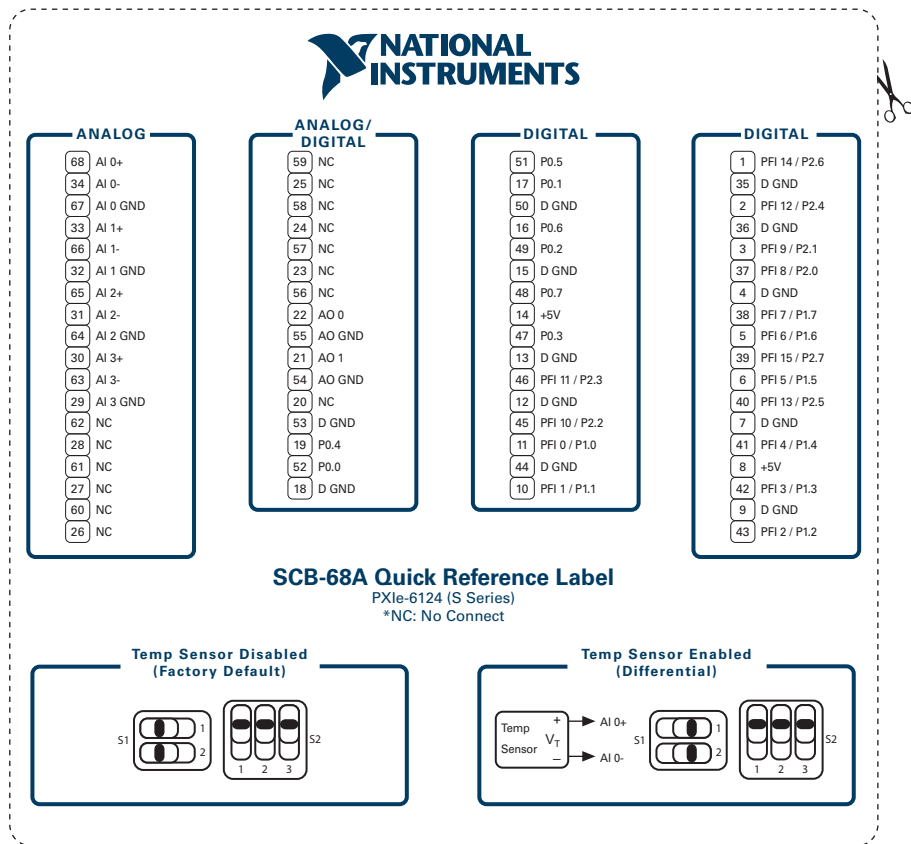 NATIONAL
INSTRUMENTS
ANALOG
68 AI 0+
34 AI 0-
67 AI 0 GND
33 AI 1+
66 AI 1-
32 AI 1 GND
65 AI 2+
31 AI 2-
64 AI 2 GND
30 AI 3+
63 AI 3-
29 AI 3 GND
62 NC
28 NC
61 NC
27 NC
60 NC
26 NC
ANALOG/
DIGITAL
59 NC
25 NC
58 NC
24 NC
57 NC
23 NC
56 NC
22 AO 0
55 AO GND
21 AO 1
54 AO GND
20 NC
53 D GND
19 P0.4
52 P0.0
18 D GND
DIGITAL
51 P0.5
17 P0.1
50 D GND
16 P0.6
49 P0.2
15 D GND
48 P0.7
14 +5V
47 P0.3
13 D GND
46 PFI 11 / P2.3
12 D GND
45 PFI 10 / P2.2
11 PFI 0 / P1.0
44 D GND
10 PFI 1 / P1.1
DIGITAL
1 PFI 14 / P2.6
35 D GND
2 PFI 12 / P2.4
36 D GND
3 PFI 9 / P2.1
37 PFI 8 / P2.0
4 D GND
38 PFI 7 / P1.7
5 PFI 6 / P1.6
39 PFI 15 / P2.7
6 PFI 5 / P1.5
40 PFI 13 / P2.5
7 D GND
41 PFI 4 / P1.4
8 +5V
42 PFI 3 / P1.3
9 D GND
43 PFI 2 / P1.2
SCB-68A Quick Reference Label
PXIe-6124 (S Series)
*NC: No Connect
Temp Sensor Disabled
(Factory Default)
S1
1
2
S2
1 2 3
Temp Sensor Enabled
(Differential)
Temp
Sensor
+
VT
–
AI 0+
AI 0-
S1
1
2
S2
1 2 3